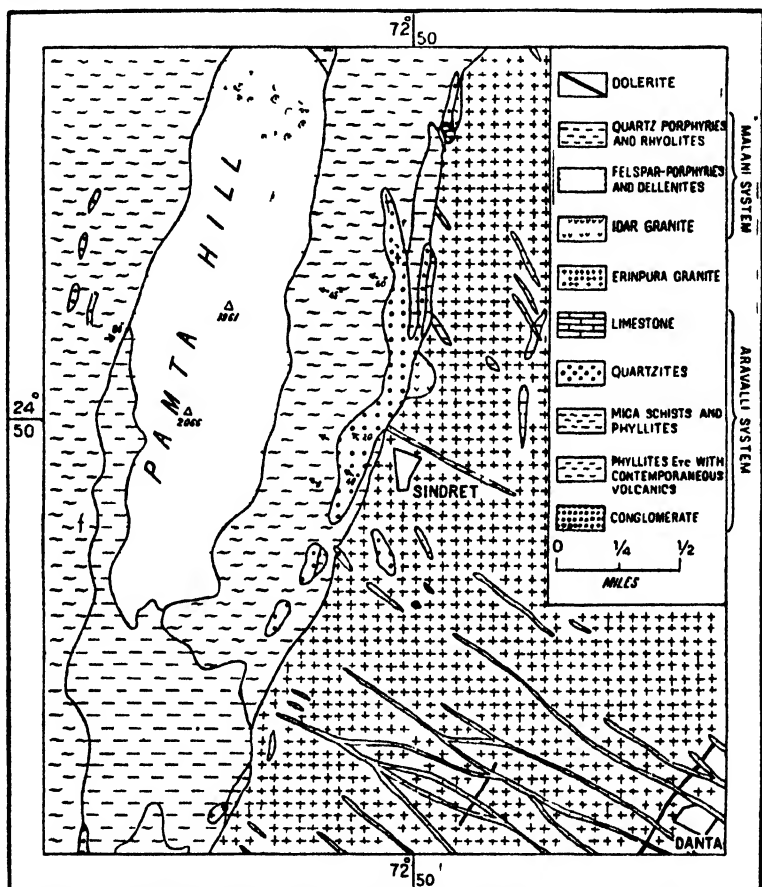 72°
50
DOLERITE
QUARTZ PORPHYRIES
AND RHYOLITES
FELSPAR-PORPHYRIES
AND DELLENITES
IDAR GRANITE
ERINPURA GRANITE
LIMESTONE
QUARTZITES
MICA SCHISTS AND
PHYLLITES
PHYLLITES ETC WITH
CONTEMPORANEOUS
VOLCANICS
CONGLOMERATE
MALANI SYSTEM
ARAVALLI SYSTEM
0 ¼ ½
MILES
PAMTA HILL
2066
24°
50
20
SINDRET
DANTA
72°
50'